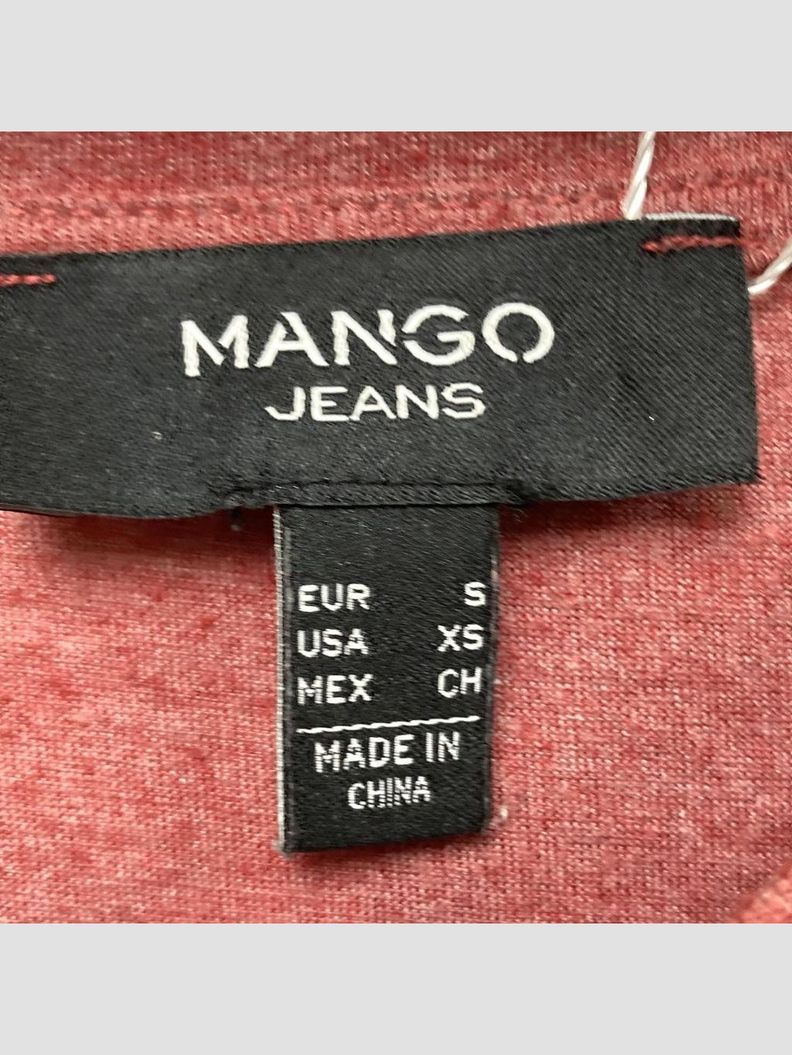 MANGO
JEANS
EUR S
USA XS
MEX CH
MADE IN
CHINA